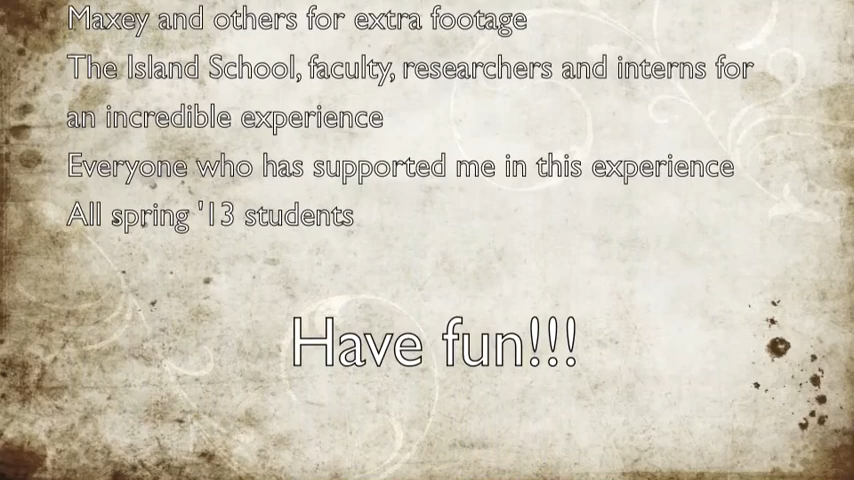 Maxey and others for extra footage
The Island School, faculty, researchers and interns for
an incredible experience
Everyone who has supported me in this experience
All spring '13 students
Have fun!!!